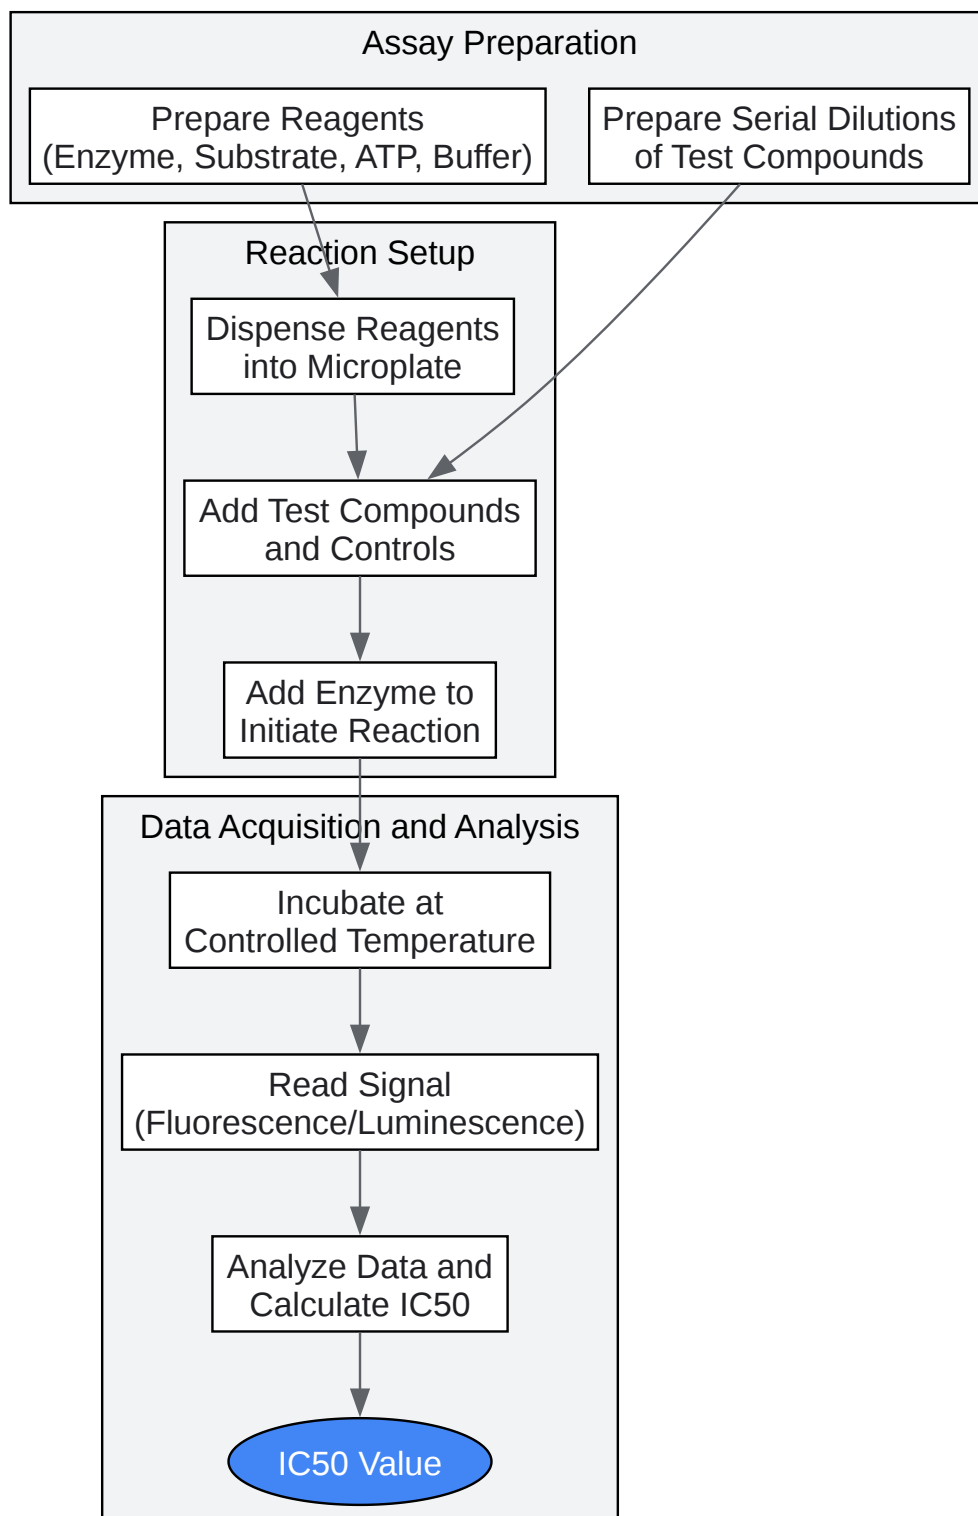 Assay Preparation
Prepare Reagents
(Enzyme, Substrate, ATP, Buffer)
Prepare Serial Dilutions
of Test Compounds
Reaction Setup
Dispense Reagents
into Microplate
Add Test Compounds
and Controls
Add Enzyme to
Initiate Reaction
Data Acquisition and Analysis
Incubate at
Controlled Temperature
Read Signal
(Fluorescence/Luminescence)
Analyze Data and
Calculate IC50
IC50 Value